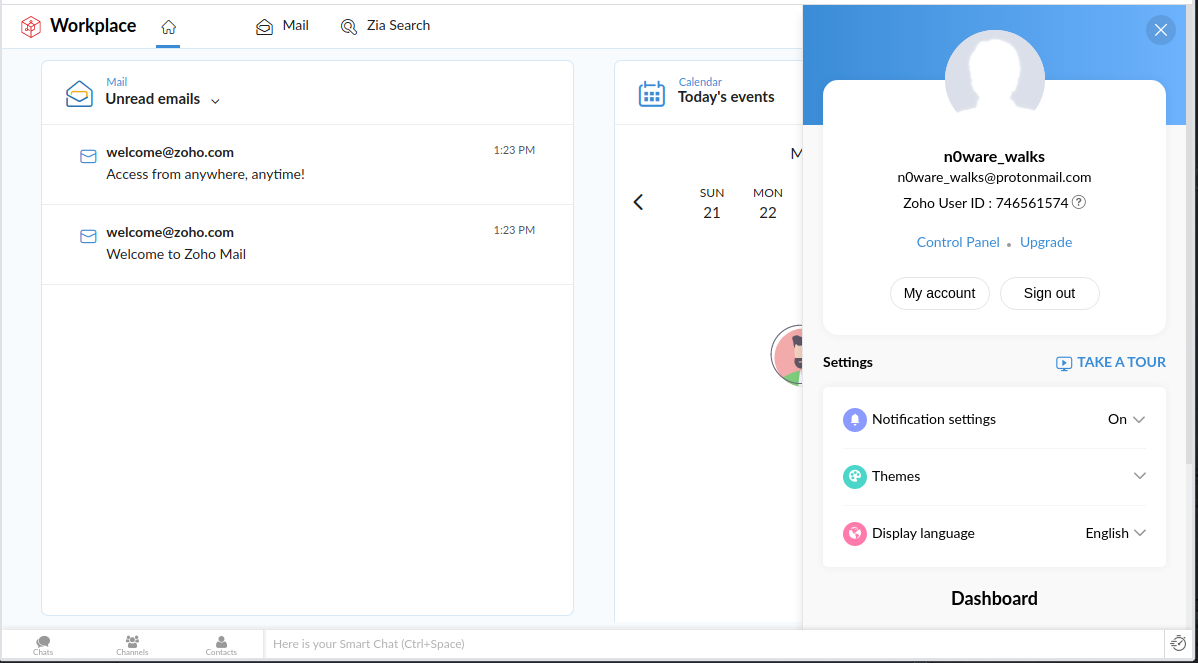 Workplace
Mail
Zia Search
Mail
Unread emails
welcome@zoho.com
1:23 PM
Access from anywhere, anytime!
welcome@zoho.com
1:23 PM
Welcome to Zoho Mail
Calendar
Today's events
M
SUN
MON
21
22
n0ware_walks
n0ware_walks@protonmail.com
Zoho User ID : 746561574 ?
Control Panel
Upgrade
My account
Sign out
Settings
TAKE A TOUR
Notification settings
On
Themes
Display language
English
Dashboard
Chats
Channels
Contacts
Here is your Smart Chat (Ctrl+Space)